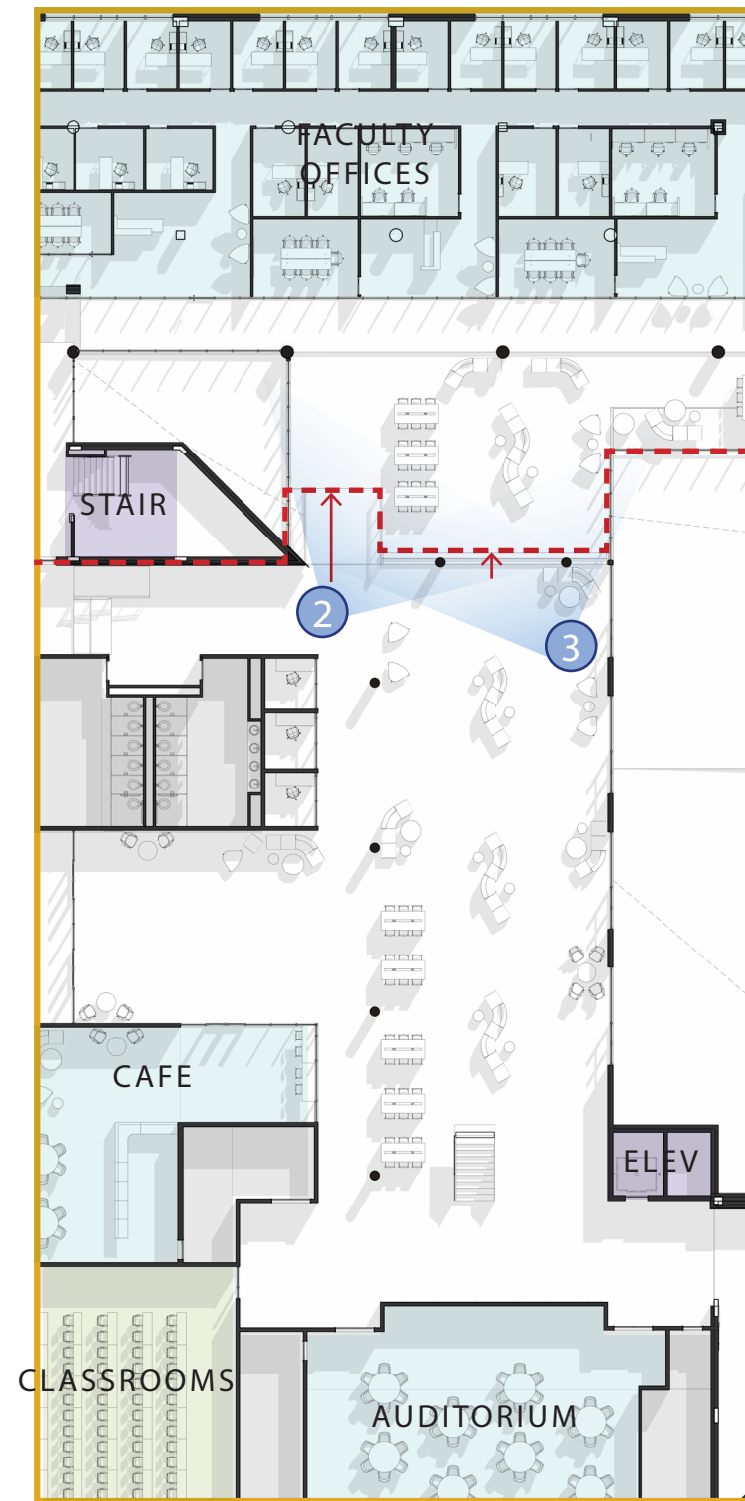 FACULTY
OFFICES
STAIR
2
3
CAFE
ELEV
CLASSROOMS
AUDITORIUM